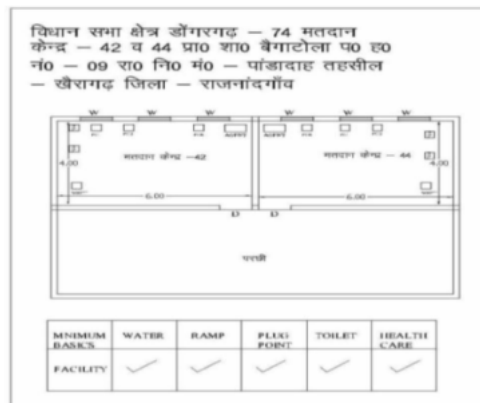 विधान सभा क्षेत्र डोंगरगढ़ – 74 मतदान
केन्द्र – 42 व 44 प्रा0 शा0 बैगाटोला प0 ह0
नं0 – 09 रा0 नि0 मं0 – पांडादाह तहसील
– खैरागढ़ जिला – राजनांदगाँव
W W W W
मतदान केन्द्र -42 मतदान केन्द्र - 44
4.00 4.00
6.00 6.00
D D
परछी
MNIMUM BASICS WATER RAMP PLUG POINT TOILET HEALTH CARE
FACILITY